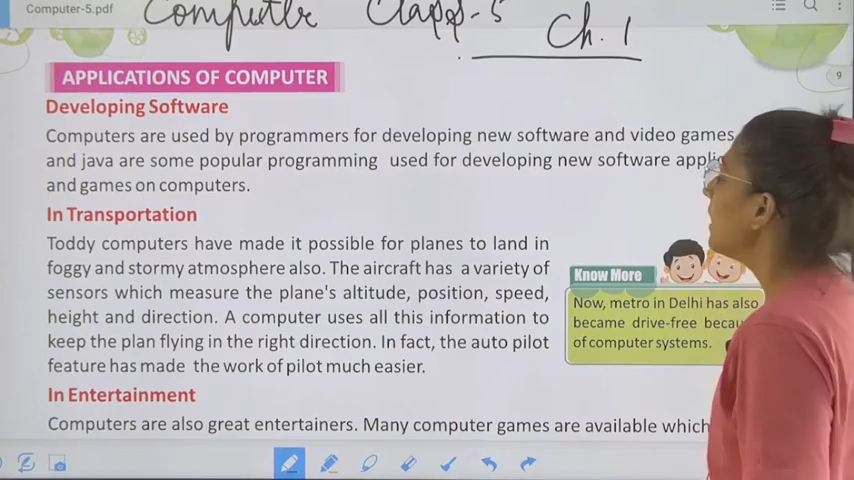 Computer-5.pdf
Computer Class-5
Ch. 1
9
APPLICATIONS OF COMPUTER
Developing Software
Computers are used by programmers for developing new software and video games
and java are some popular programming used for developing new software
and games on computers.
In Transportation
Toddy computers have made it possible for planes to land in
foggy and stormy atmosphere also. The aircraft has a variety of
sensors which measure the plane's altitude, position, speed,
height and direction. A computer uses all this information to
keep the plan flying in the right direction. In fact, the auto pilot
feature has made the work of pilot much easier.
Know More
Now, metro in Delhi has also
became drive-free
of computer systems.
In Entertainment
Computers are also great entertainers. Many computer games are available which